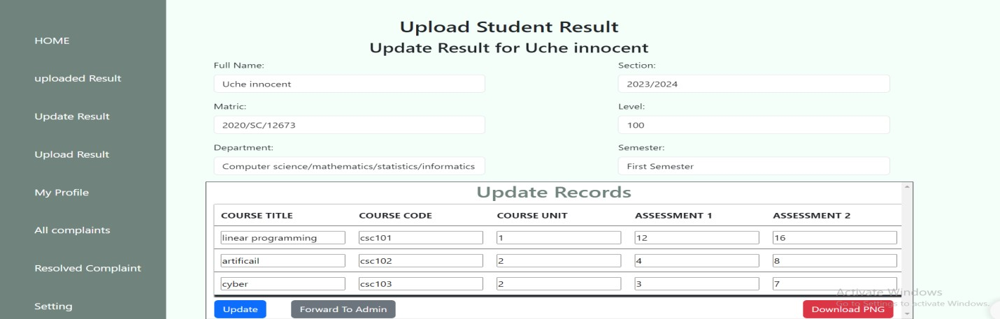 HOME
uploaded Result
Update Result
Upload Result
My Profile
All complaints
Resolved Complaint
Setting
Upload Student Result
Update Result for Uche innocent
Full Name:
Uche innocent
Section:
2023/2024
Matric:
2020/SC/12673
Level:
100
Department:
Computer science/mathematics/statistics/informatics
Semester:
First Semester
Update Records
COURSE TITLE COURSE CODE COURSE UNIT ASSESSMENT 1 ASSESSMENT 2
linear programming csc101 1 12 16
artificail csc102 2 4 8
cyber csc103 2 3 7
Update Forward To Admin Download PNG
Activate Windows
Go to Settings to activate Windows.